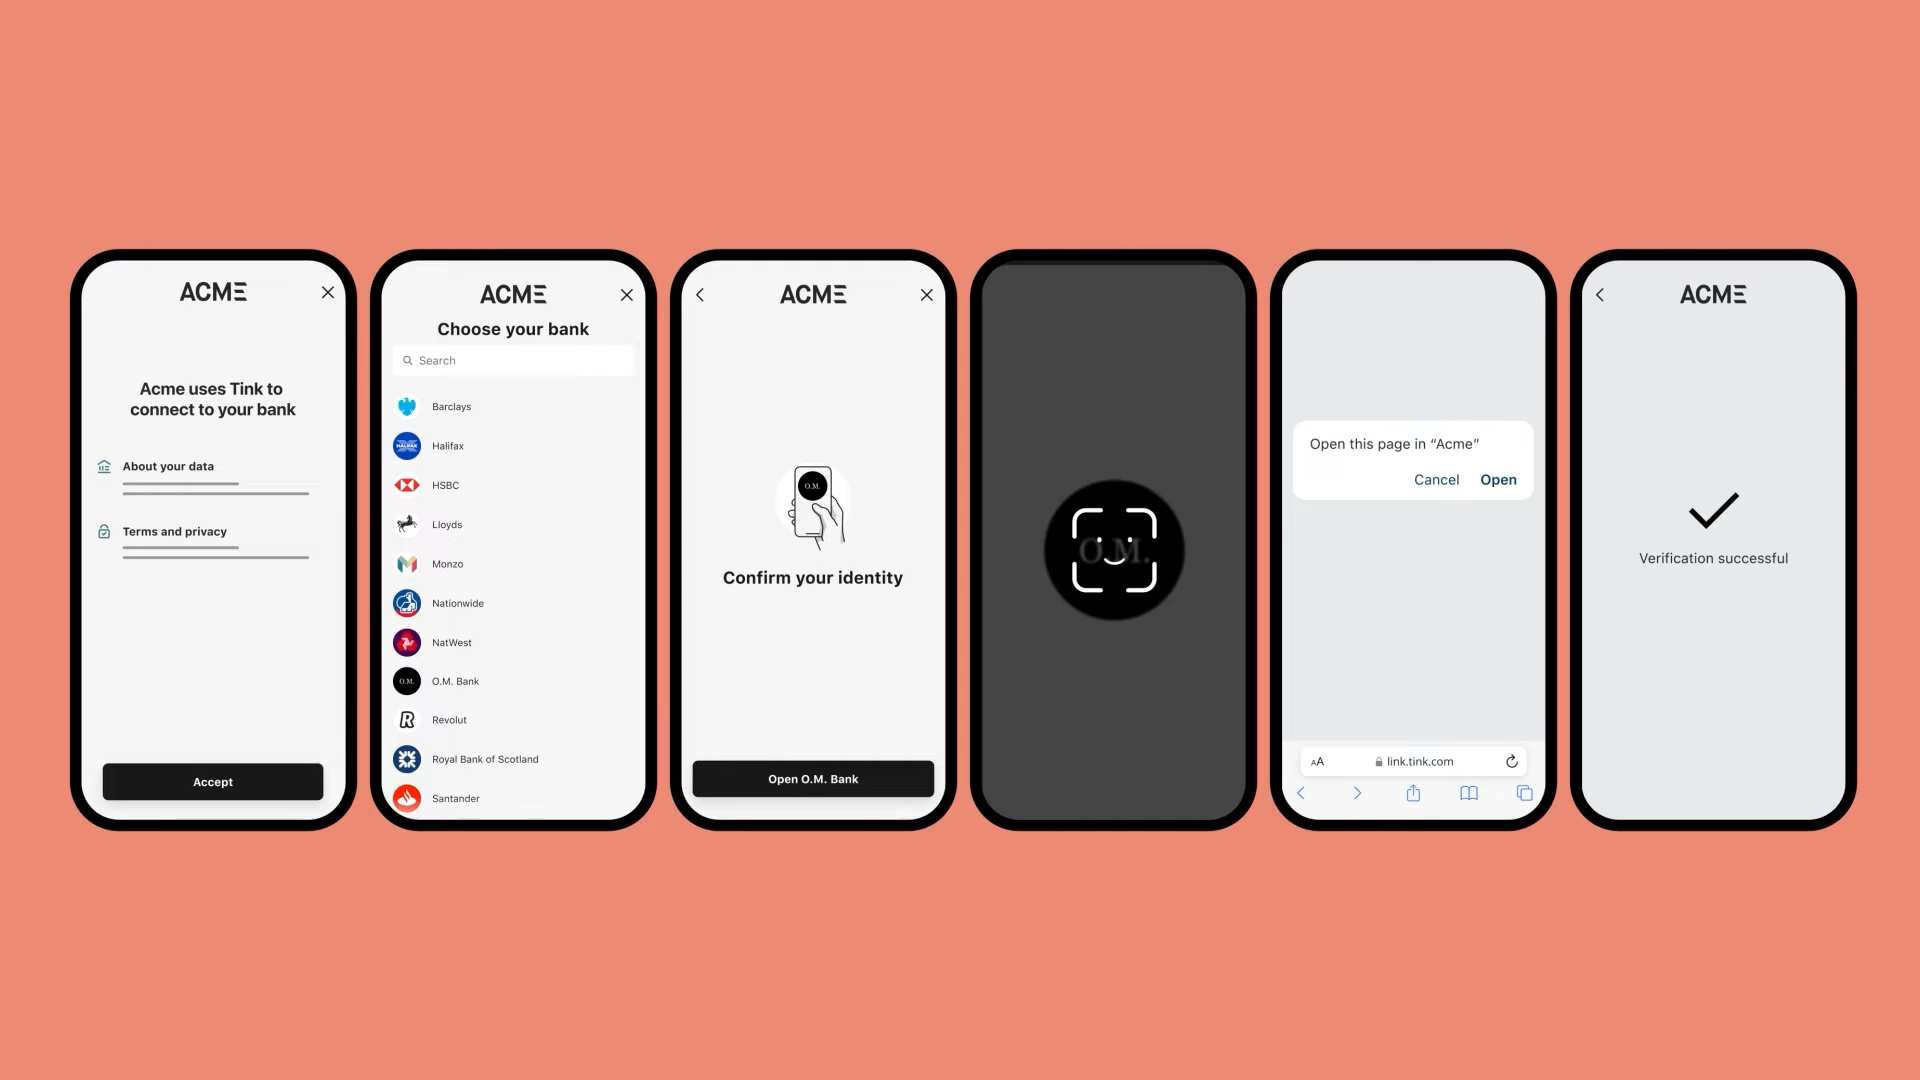 ACME
Acme uses Tink to
connect to your bank
About your data
Terms and privacy
Accept
ACME
Choose your bank
Search
Barclays
HALIFAX
Halifax
HSBC
Lloyds
Monzo
Nationwide
NatWest
O.M.
O.M. Bank
R
Revolut
Royal Bank of Scotland
Santander
ACME
O.M.
Confirm your identity
Open O.M. Bank
O.M.
Open this page in “Acme”
Cancel
Open
AA
link.tink.com
ACME
Verification successful